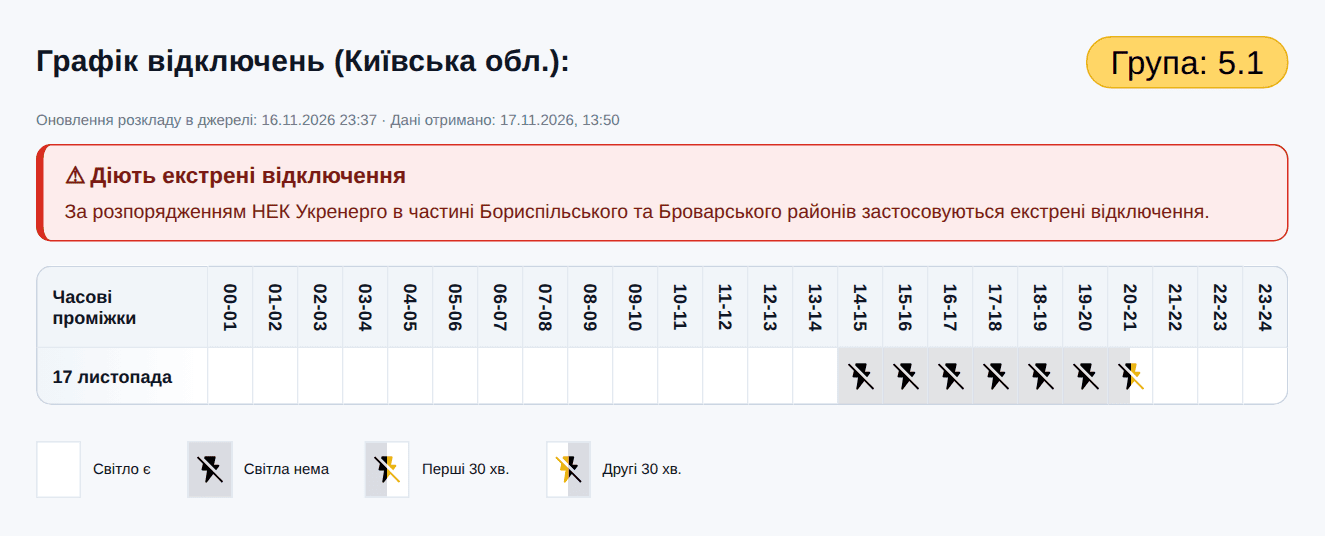 Графік відключень (Київська обл.):
Група: 5.1
Оновлення розкладу в джерелі: 16.11.2026 23:37 · Дані отримано: 17.11.2026, 13:50
⚠ Діють екстрені відключення
За розпорядженням НЕК Укренерго в частині Бориспільського та Броварського районів застосовуються екстрені відключення.
Часові
проміжки
00-01
01-02
02-03
03-04
04-05
05-06
06-07
07-08
08-09
09-10
10-11
11-12
12-13
13-14
14-15
15-16
16-17
17-18
18-19
19-20
20-21
21-22
22-23
23-24
17 листопада
Світло є
Світла нема
Перші 30 хв.
Другі 30 хв.